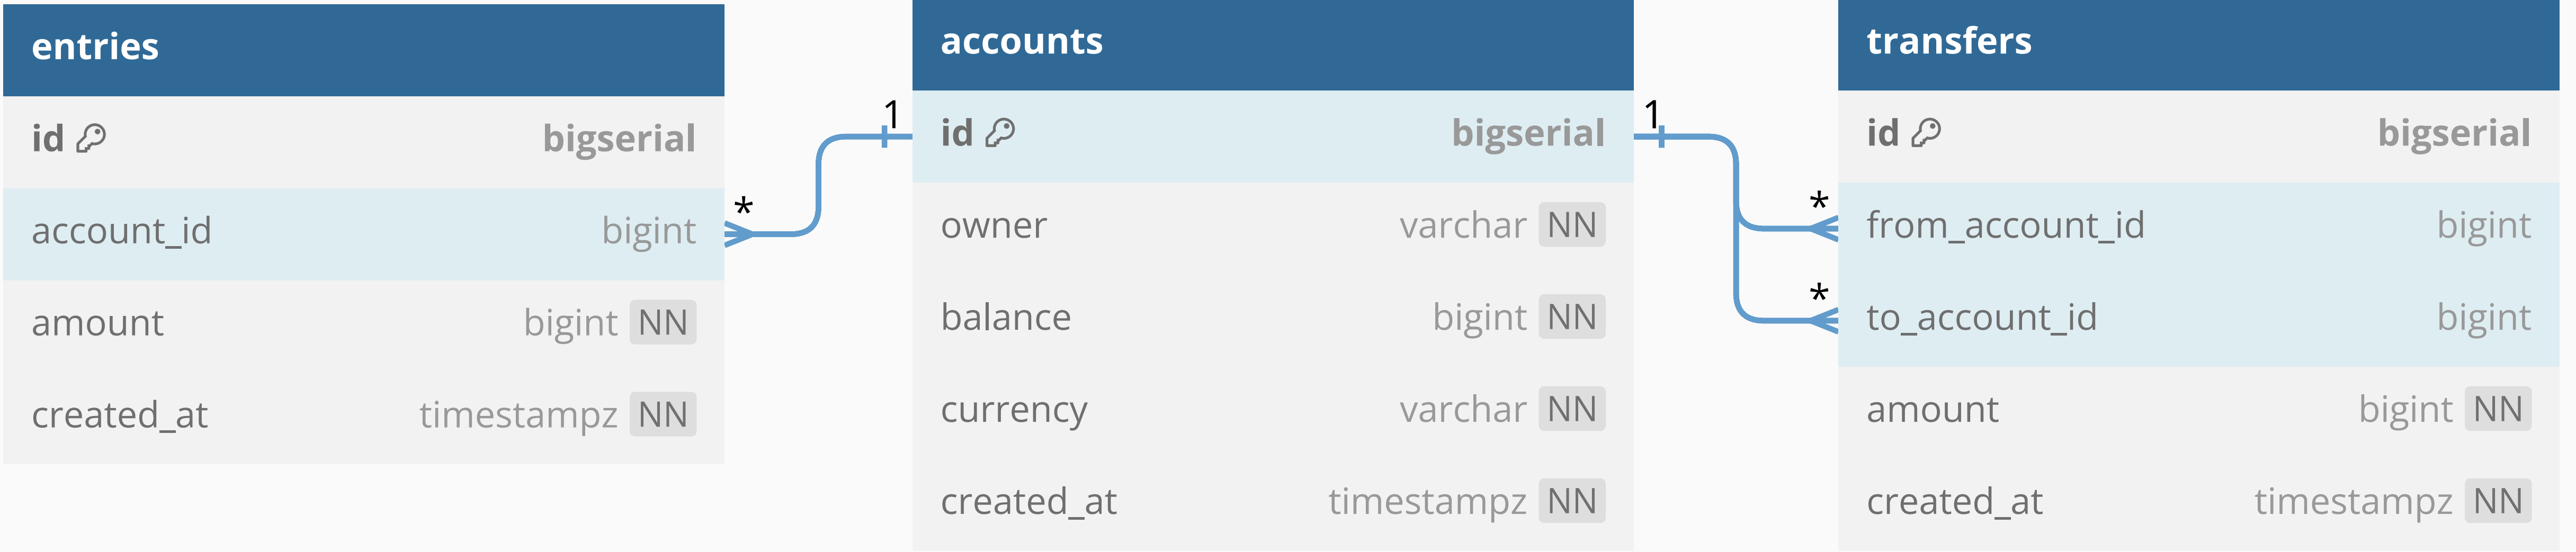 entries
id bigserial
account_id bigint
amount bigint NN
created_at timestampz NN
1
*
accounts
id bigserial
owner varchar NN
balance bigint NN
currency varchar NN
created_at timestampz NN
1
*
*
transfers
id bigserial
from_account_id bigint
to_account_id bigint
amount bigint NN
created_at timestampz NN